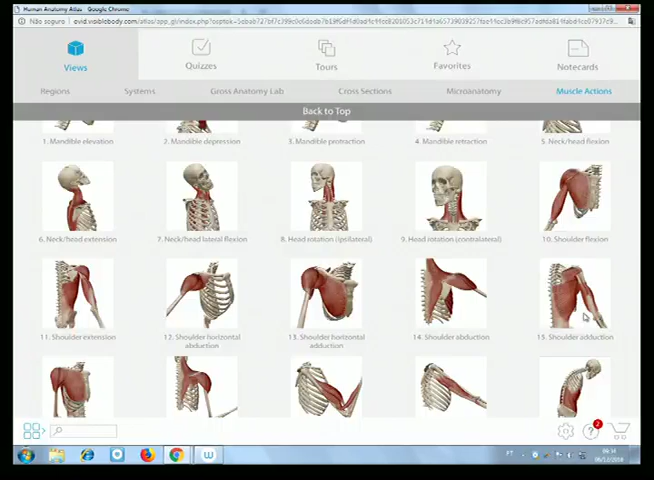 Human Anatomy Atlas - Google Chrome
Não seguro
Views
Quizzes
Tours
Favorites
Notecards
Regions
Systems
Gross Anatomy Lab
Cross Sections
Microanatomy
Muscle Actions
Back to Top
1. Mandible elevation
2. Mandible depression
3. Mandible protraction
4. Mandible retraction
5. Neck/head flexion
6. Neck/head extension
7. Neck/head lateral flexion
8. Head rotation (ipsilateral)
9. Head rotation (contralateral)
10. Shoulder flexion
11. Shoulder extension
12. Shoulder horizontal
abduction
13. Shoulder horizontal
adduction
14. Shoulder abduction
15. Shoulder adduction
2
PT